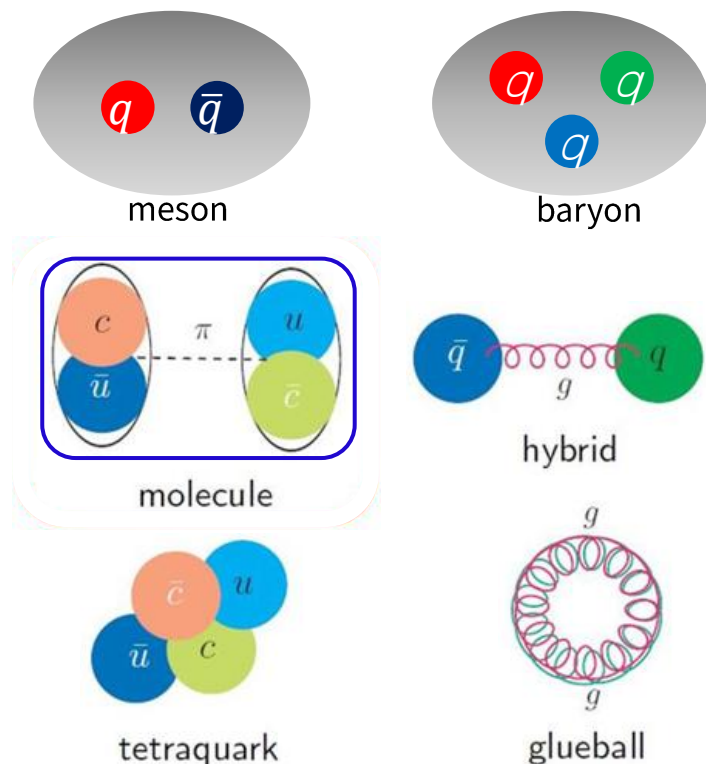 q q̄
meson
q q
q
baryon
c
ū
π
u
c̄
molecule
q̄ q
g
hybrid
c̄ u
ū c
tetraquark
g
g
glueball